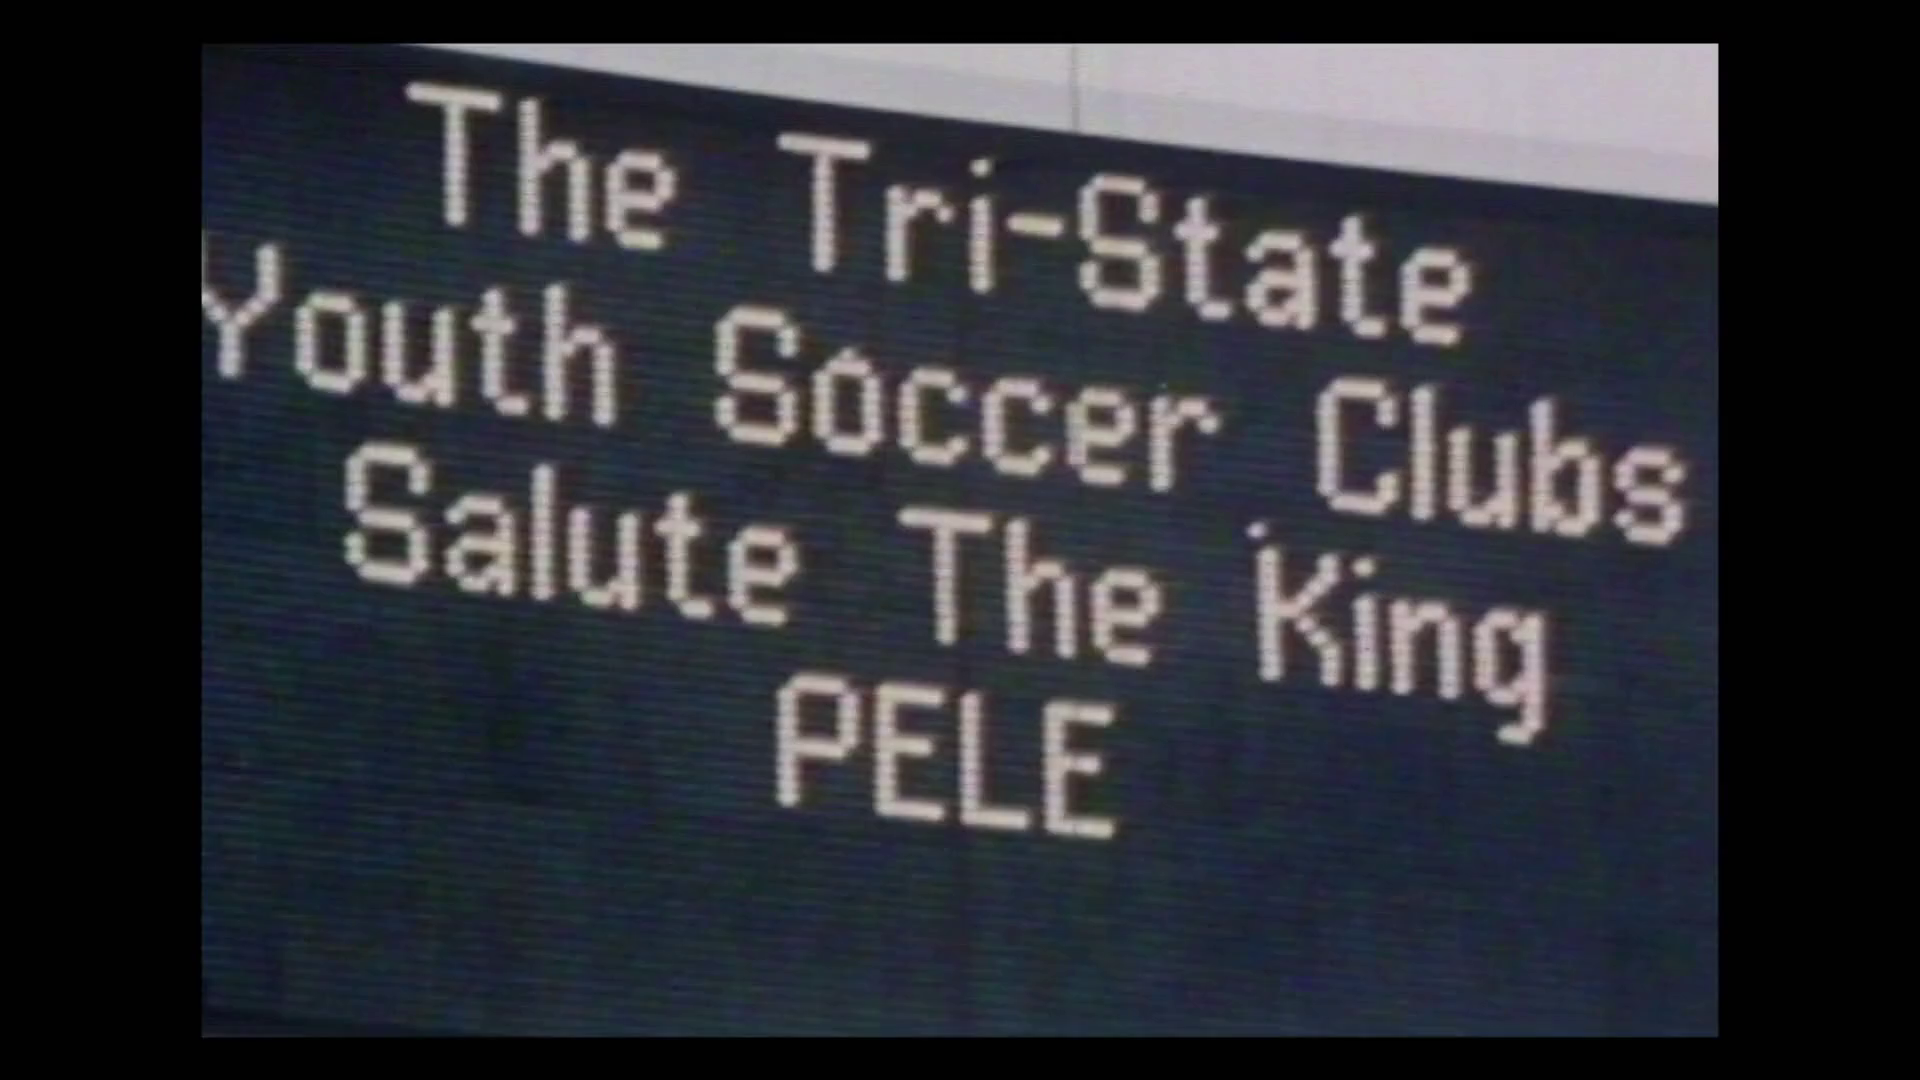 The Tri-State
Youth Soccer Clubs
Salute The King
PELE